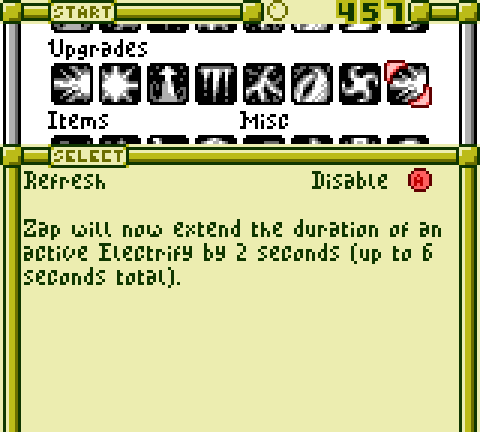 START
457
Upgrades
Items Misc
SELECT
Refresh Disable A
Zap will now extend the duration of an
active Electrify by 2 seconds (up to 6
seconds total).